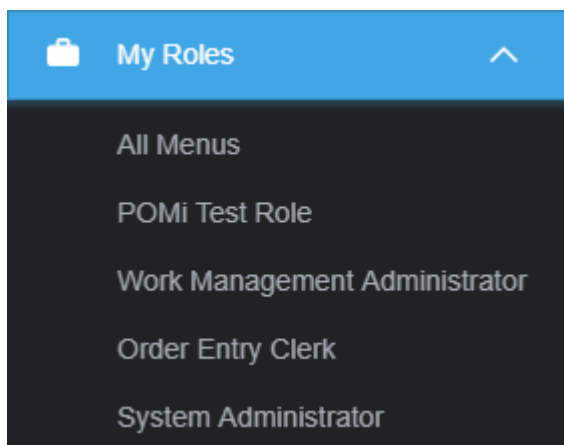 My Roles
All Menus
POMi Test Role
Work Management Administrator
Order Entry Clerk
System Administrator